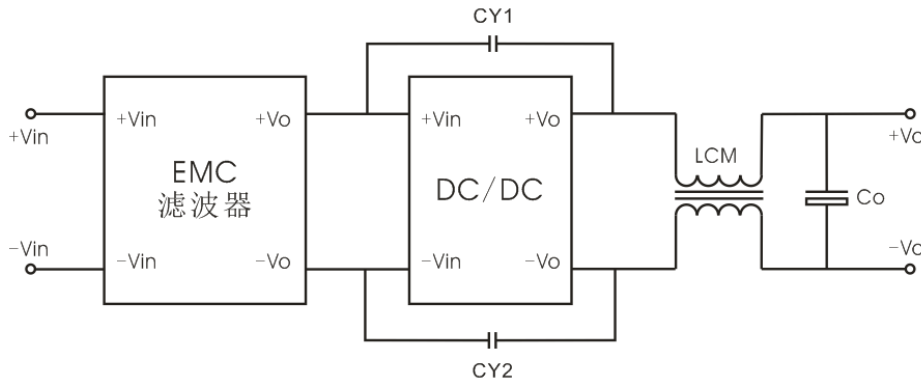 CY1
+Vin
+Vo
+Vin
+Vo
+Vin
+Vo
EMC
滤波器
DC/DC
LCM
Co
-Vin
-Vin
-Vo
-Vin
-Vo
-Vo
CY2